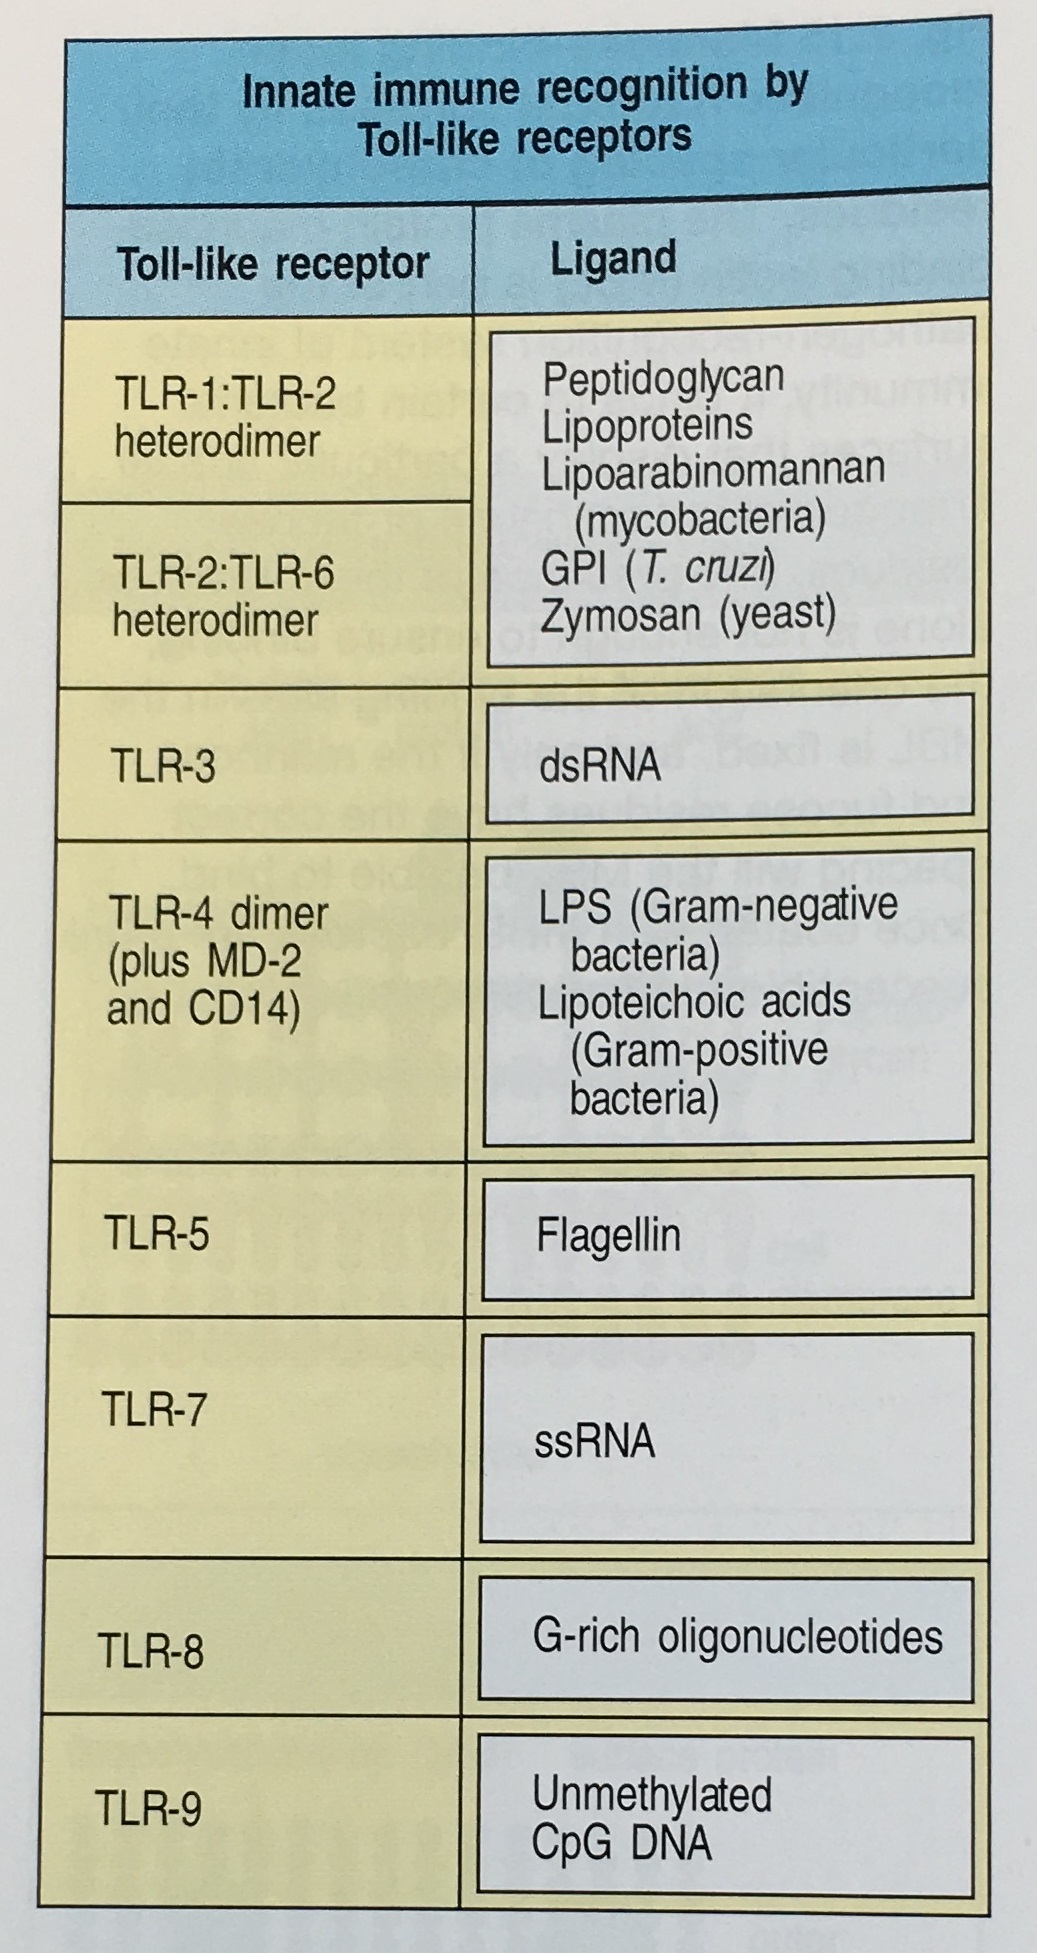 Innate immune recognition by
Toll-like receptors
Toll-like receptor
Ligand
TLR-1:TLR-2
heterodimer
TLR-2:TLR-6
heterodimer
Peptidoglycan
Lipoproteins
Lipoarabinomannan
(mycobacteria)
GPI (T. cruzi)
Zymosan (yeast)
TLR-3
dsRNA
TLR-4 dimer
(plus MD-2
and CD14)
LPS (Gram-negative
bacteria)
Lipoteichoic acids
(Gram-positive
bacteria)
TLR-5
Flagellin
TLR-7
ssRNA
TLR-8
G-rich oligonucleotides
TLR-9
Unmethylated
CpG DNA